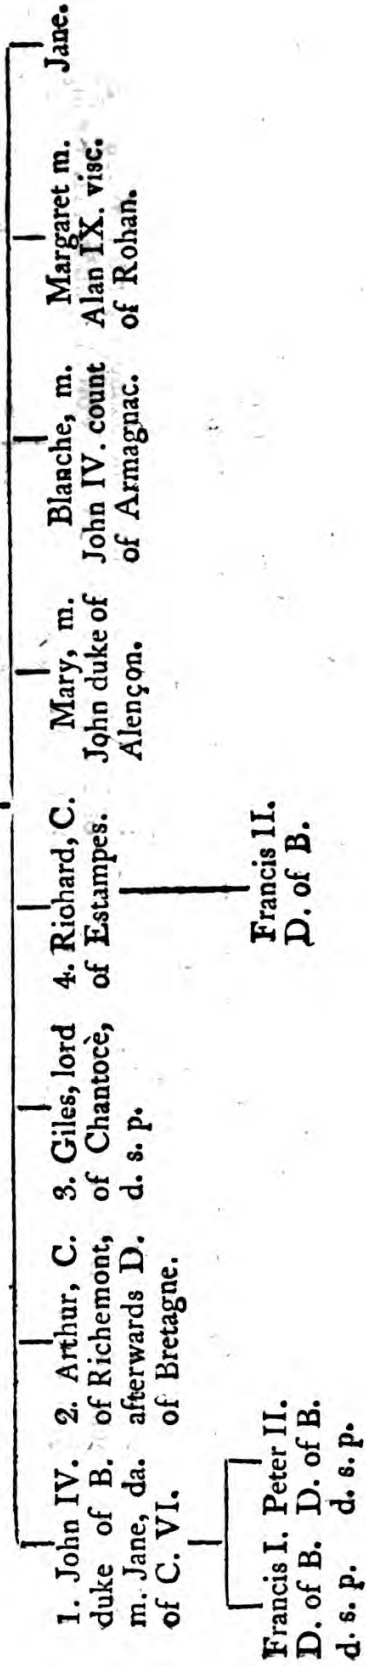 1. John IV.
duke of B.
m. Jane, da.
of C. VI.
2. Arthur, C.
of Richemont,
afterwards D.
of Bretagne.
3. Giles, lord
of Chantocè,
d. s. p.
4. Richard, C.
of Estampes.
Mary, m.
John duke of
Alençon.
Blanche, m.
John IV. count
of Armagnac.
Margaret m.
Alan IX. visc.
of Rohan.
Jane.
Francis I.
D. of B.
d. s. p.
Peter II.
D. of B.
d. s. p.
Francis II.
D. of B.